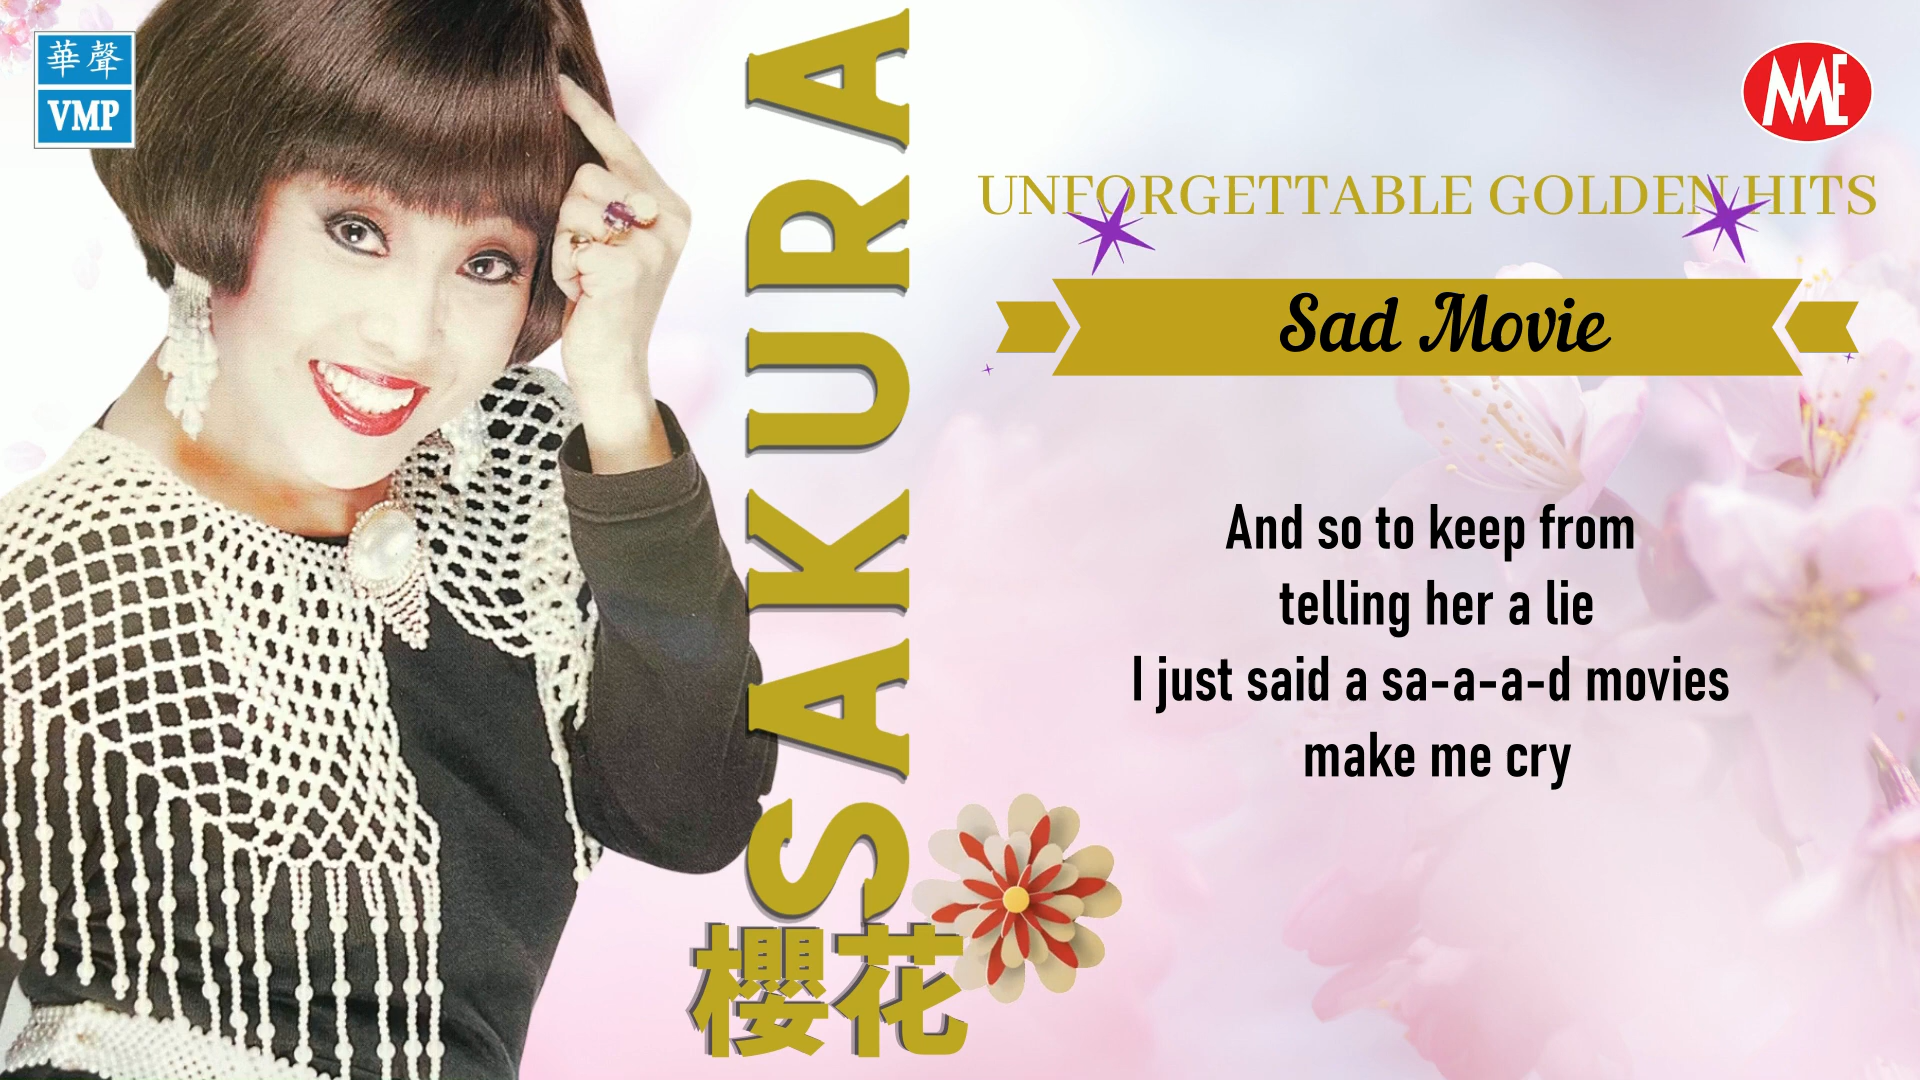 華聲
VMP
SAKURA
櫻花
MME
UNFORGETTABLE GOLDEN HITS
Sad Movie
And so to keep from
telling her a lie
I just said a sa-a-a-d movies
make me cry